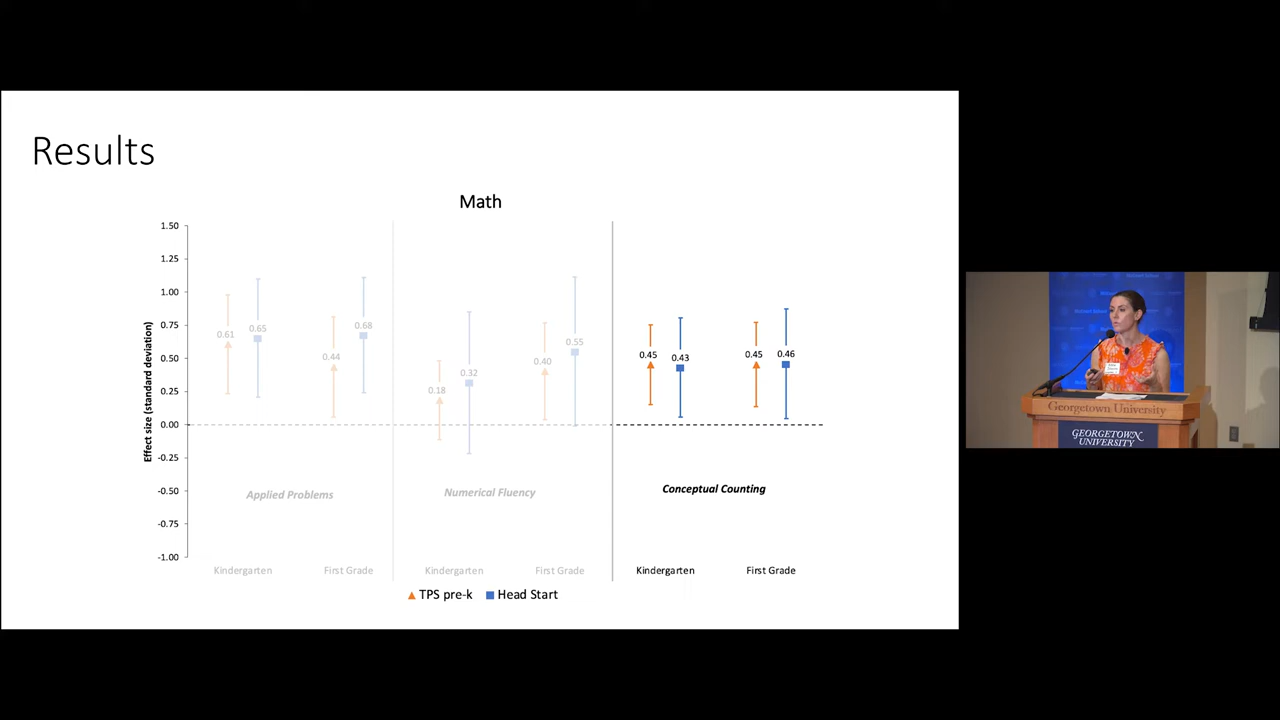 Results
Math
1.50
1.25
1.00
0.75
0.50
0.25
0.00
-0.25
-0.50
-0.75
-1.00
Effect size (standard deviation)
0.61
0.65
0.44
0.68
0.18
0.32
0.40
0.55
0.45
0.43
0.45
0.46
Applied Problems
Numerical Fluency
Conceptual Counting
Kindergarten
First Grade
Kindergarten
First Grade
Kindergarten
First Grade
TPS pre-k
Head Start
Georgetown University
GEORGETOWN
UNIVERSITY